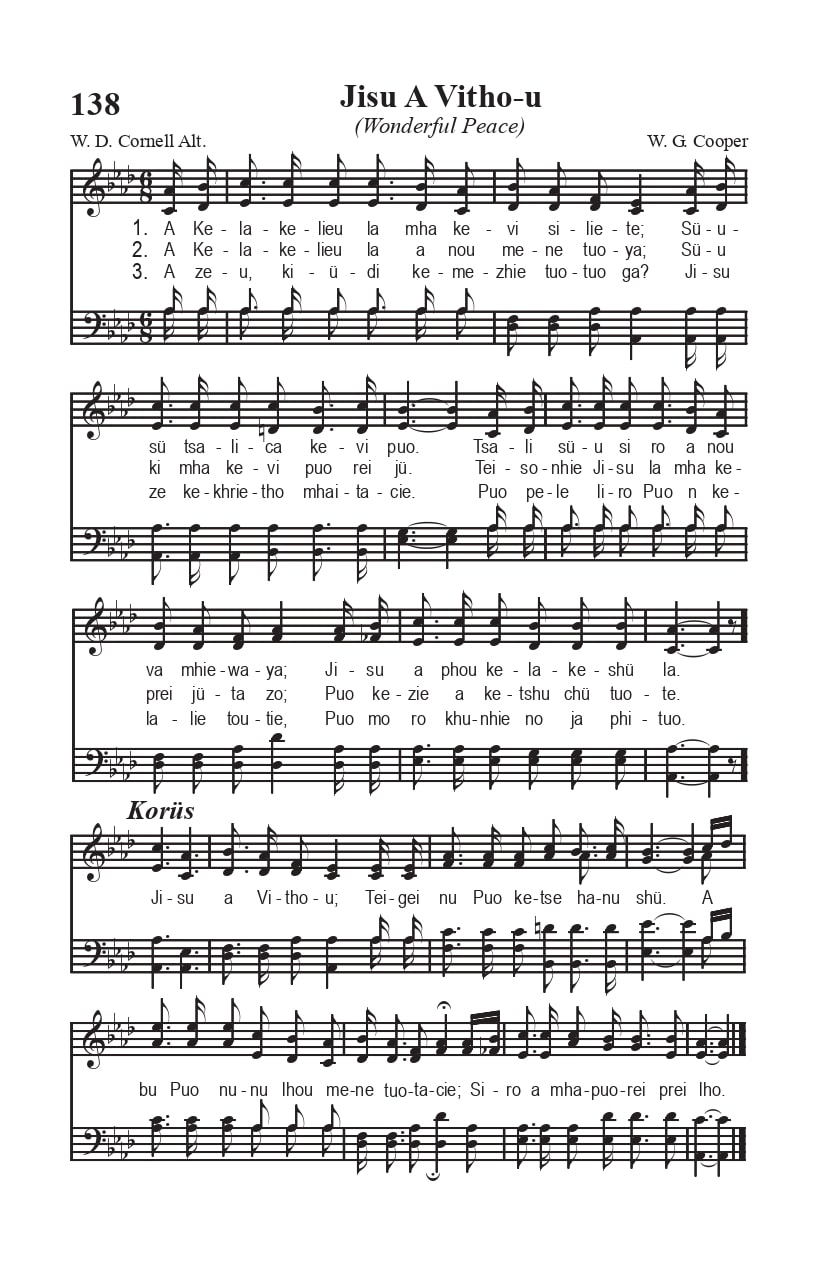 138
Jisu A Vitho-u
(Wonderful Peace)
W. D. Cornell Alt.
W. G. Cooper
1. A Ke - la - ke - lieu la mha ke - vi si - lie - te; Sü - u -
2. A Ke - la - ke - lieu la a nou me - ne tuo - ya; Sü - u
3. A ze - u, ki - ü - di ke - me - zhie tuo - tuo ga? Ji - su
sü tsa - li - ca ke - vi puo. Tsa - li sü - u si ro a nou
ki mha ke - vi puo rei jü. Tei - so - nhie Ji - su la mha ke -
ze ke - khrie - tho mhai - ta - cie. Puo pe - le li - ro Puo n ke -
va mhie - wa - ya; Ji - su a phou ke - la - ke - shü la.
prei jü - ta zo; Puo ke - zie a ke - tshu chü tuo - te.
la - lie tou - tie, Puo mo ro khu - nhie no ja phi - tuo.
Korüs
Ji - su a Vi - tho - u; Tei - gei nu Puo ke - tse ha - nu shü. A
bu Puo nu - nu lhou me - ne tuo - ta - cie; Si - ro a mha - puo - rei prei lho.